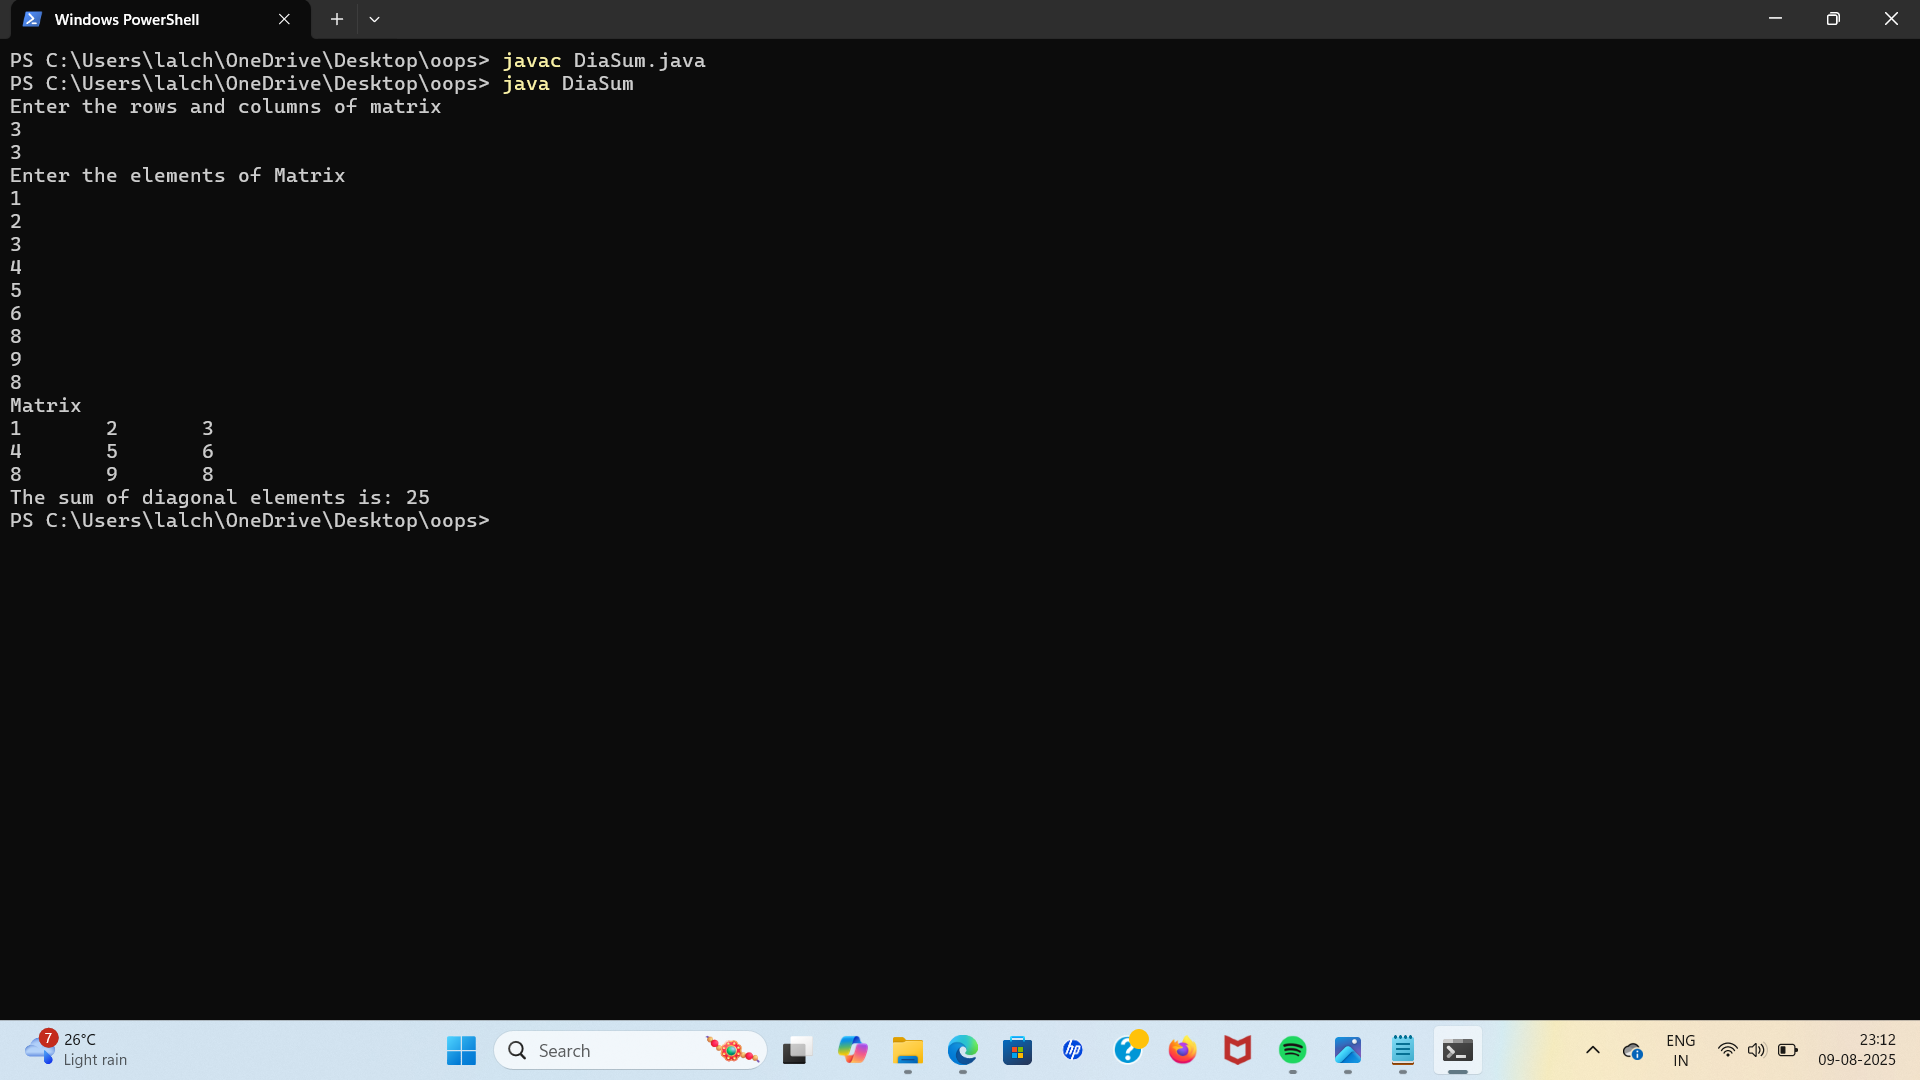 Windows PowerShell
PS C:\Users\lalch\OneDrive\Desktop\oops> javac DiaSum.java
PS C:\Users\lalch\OneDrive\Desktop\oops> java DiaSum
Enter the rows and columns of matrix
3
3
Enter the elements of Matrix
1
2
3
4
5
6
8
9
8
Matrix
1 2 3
4 5 6
8 9 8
The sum of diagonal elements is: 25
PS C:\Users\lalch\OneDrive\Desktop\oops>
7
26°C
Light rain
Search
hp
ENG
IN
23:12
09-08-2025